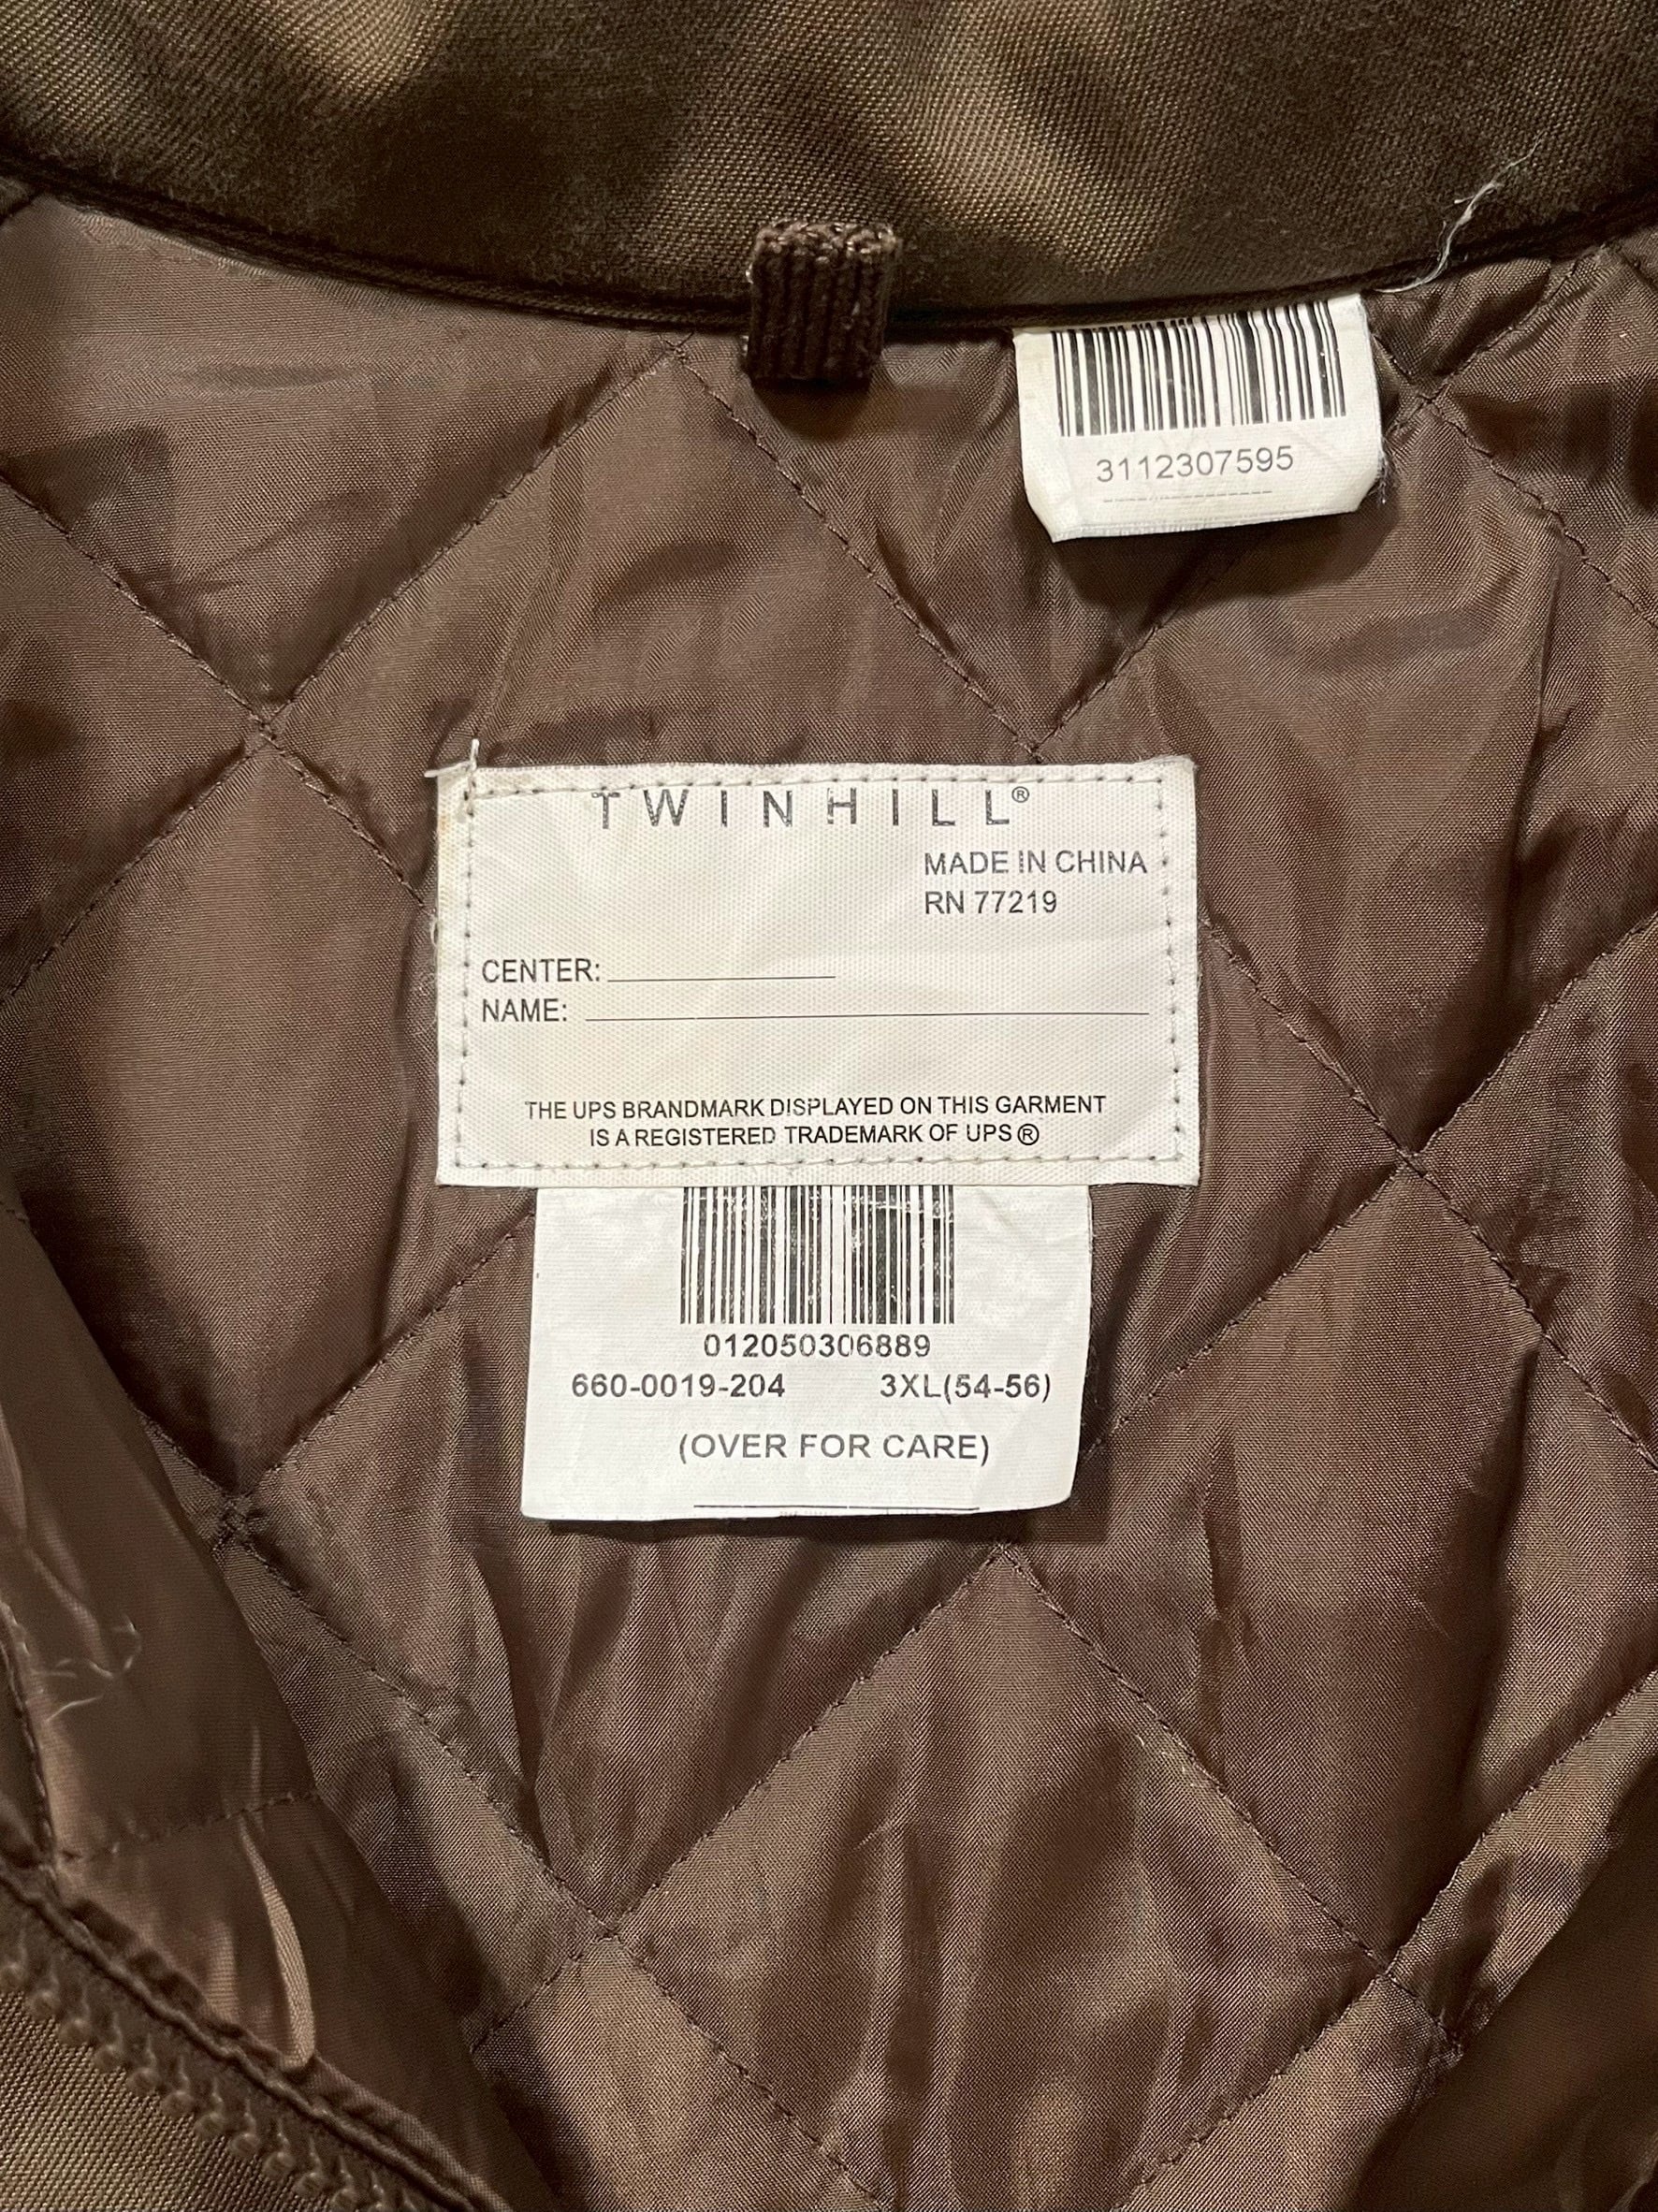 3112307595
TWINHILL®
MADE IN CHINA
RN 77219
CENTER:
NAME:
THE UPS BRANDMARK DISPLAYED ON THIS GARMENT
IS A REGISTERED TRADEMARK OF UPS ®
012050306889
660-0019-204 3XL(54-56)
(OVER FOR CARE)